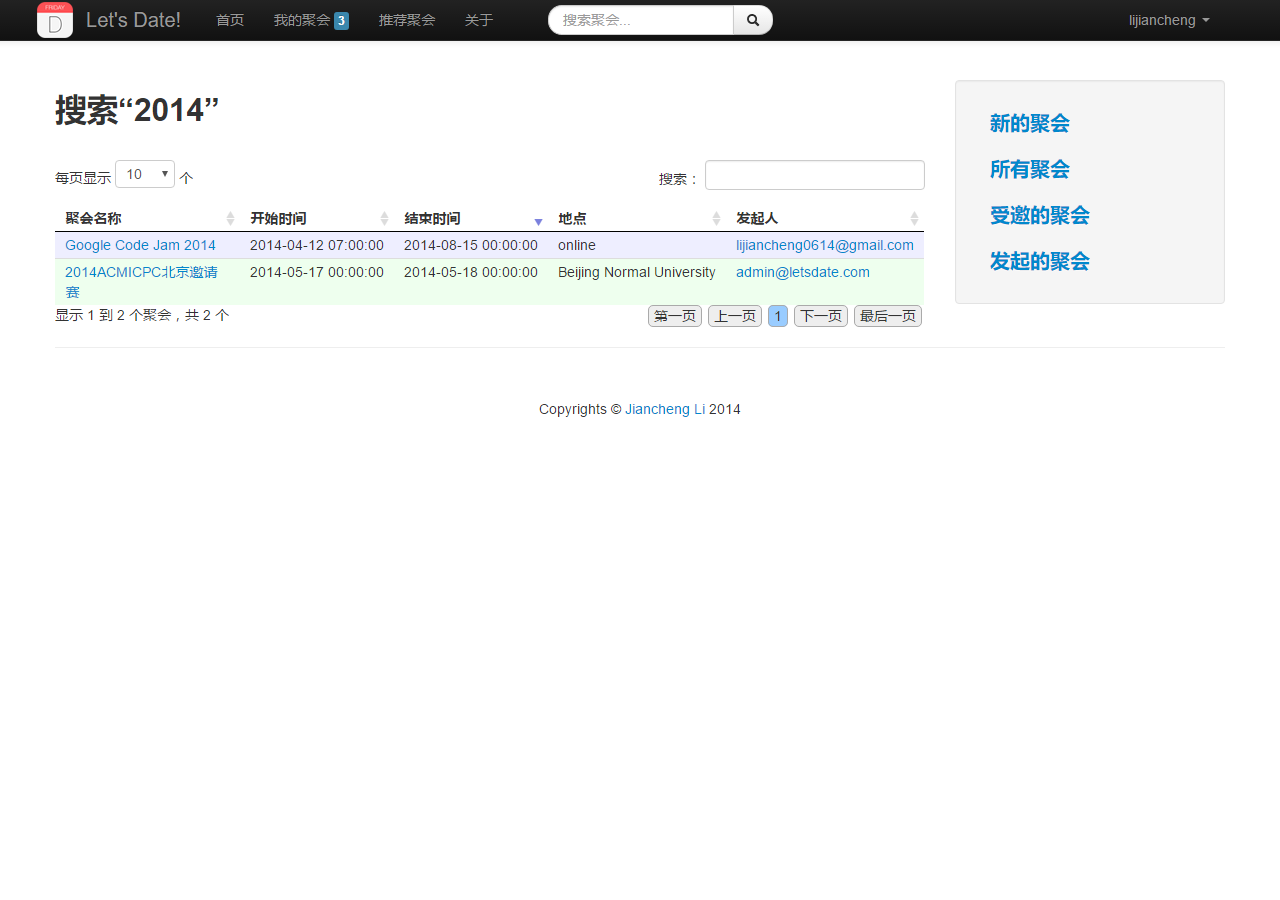 FRIDAY
D
Let's Date!
首页
我的聚会 3
推荐聚会
关于
搜索聚会...
lijiancheng
搜索“2014”
每页显示 10 个
搜索：
聚会名称 开始时间 结束时间 地点 发起人
Google Code Jam 2014 2014-04-12 07:00:00 2014-08-15 00:00:00 online lijiancheng0614@gmail.com
2014ACMICPC北京邀请 2014-05-17 00:00:00 2014-05-18 00:00:00 Beijing Normal University admin@letsdate.com
赛
显示 1 到 2 个聚会，共 2 个
第一页 上一页 1 下一页 最后一页
新的聚会
所有聚会
受邀的聚会
发起的聚会
Copyrights © Jiancheng Li 2014